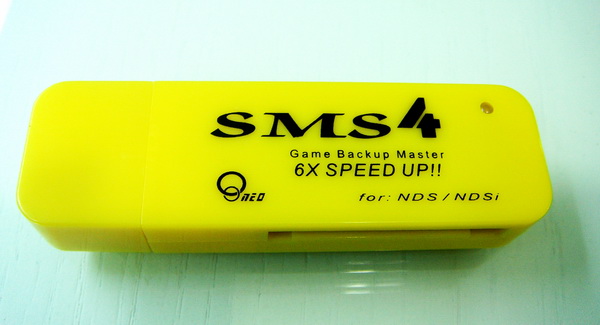 SMS4
Game Backup Master
6X SPEED UP!!
NEO
for: NDS / NDSi